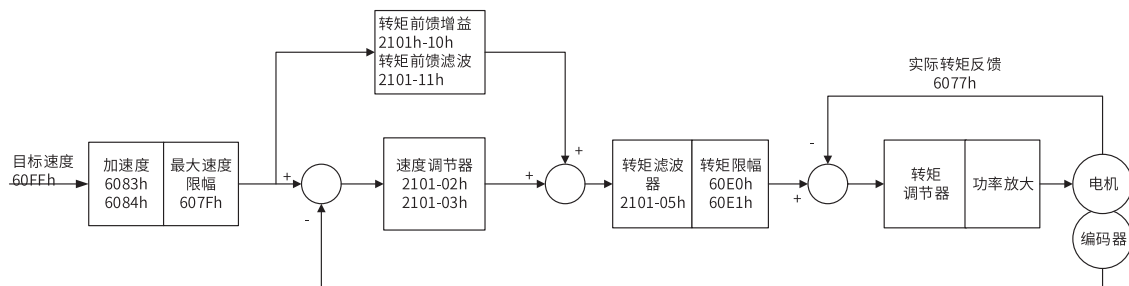 转矩前馈增益
2101h-10h
转矩前馈滤波
2101-11h
实际转矩反馈
6077h
目标速度
60FFh
加速度
6083h
6084h
最大速度
限幅
607Fh
+
-
速度调节器
2101-02h
2101-03h
+
+
转矩滤波
器
2101-05h
转矩限幅
60E0h
60E1h
-
+
转矩
调节器
功率放大
电机
编码器